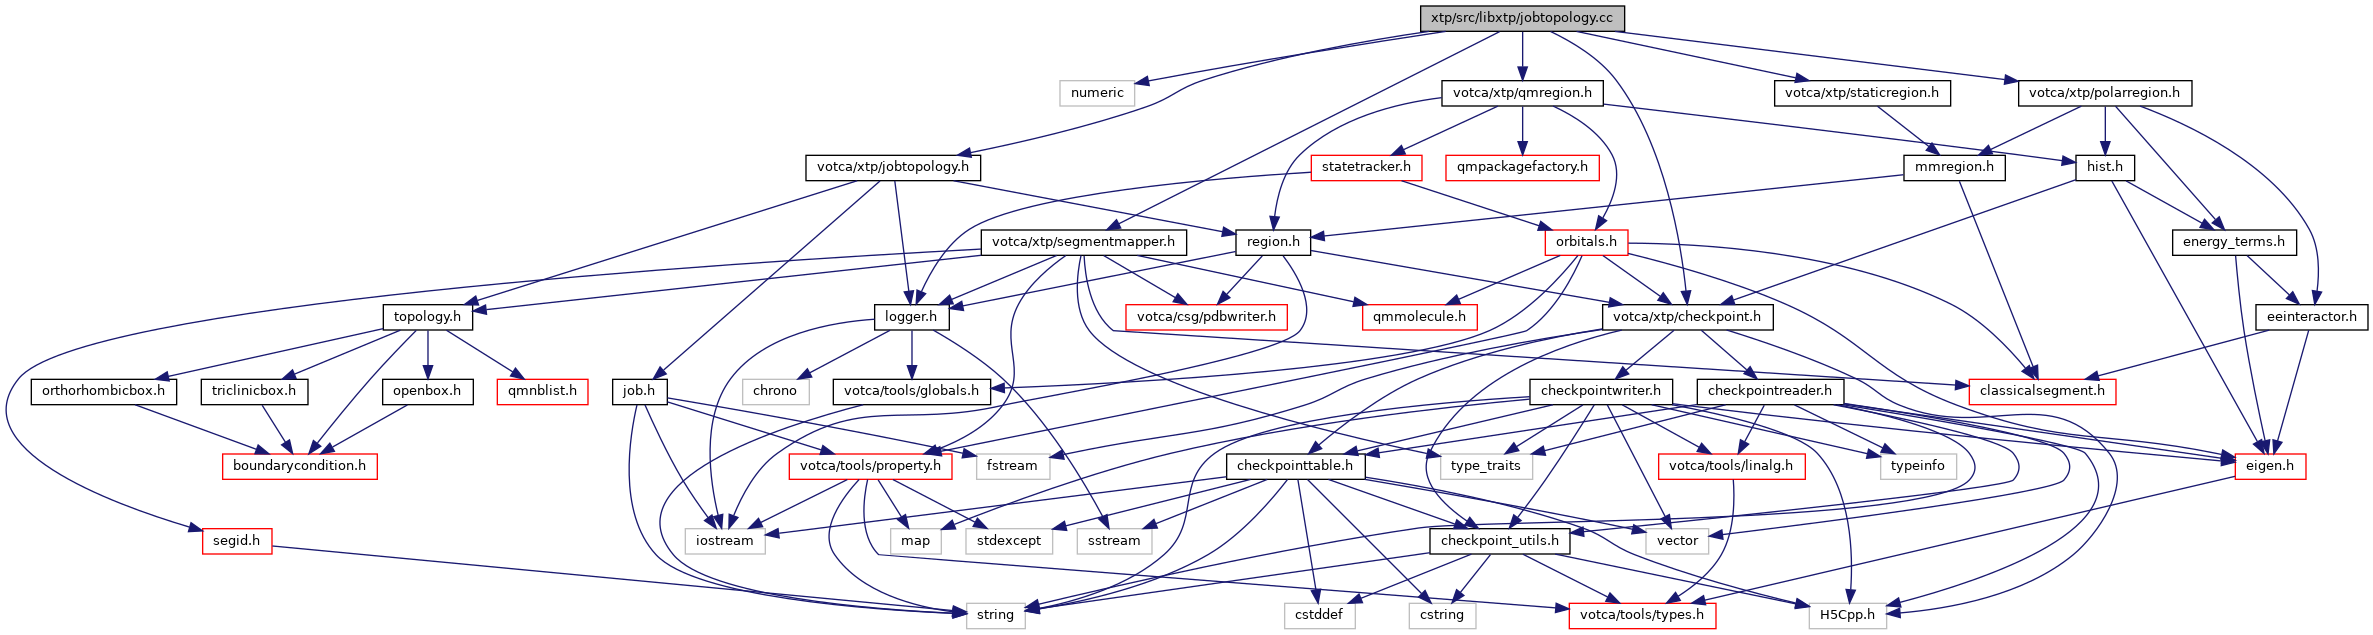 xtp/src/libxtp/jobtopology.cc
numeric
votca/xtp/qmregion.h
votca/xtp/staticregion.h
votca/xtp/polarregion.h
votca/xtp/jobtopology.h
statetracker.h
qmpackagefactory.h
mmregion.h
hist.h
votca/xtp/segmentmapper.h
region.h
orbitals.h
energy_terms.h
topology.h
logger.h
votca/csg/pdbwriter.h
qmmolecule.h
votca/xtp/checkpoint.h
eeinteractor.h
orthorhombicbox.h
triclinicbox.h
openbox.h
qmnblist.h
job.h
chrono
votca/tools/globals.h
checkpointwriter.h
checkpointreader.h
classicalsegment.h
boundarycondition.h
votca/tools/property.h
fstream
checkpointtable.h
type_traits
votca/tools/linalg.h
typeinfo
eigen.h
segid.h
iostream
map
stdexcept
sstream
checkpoint_utils.h
vector
string
cstddef
cstring
votca/tools/types.h
H5Cpp.h